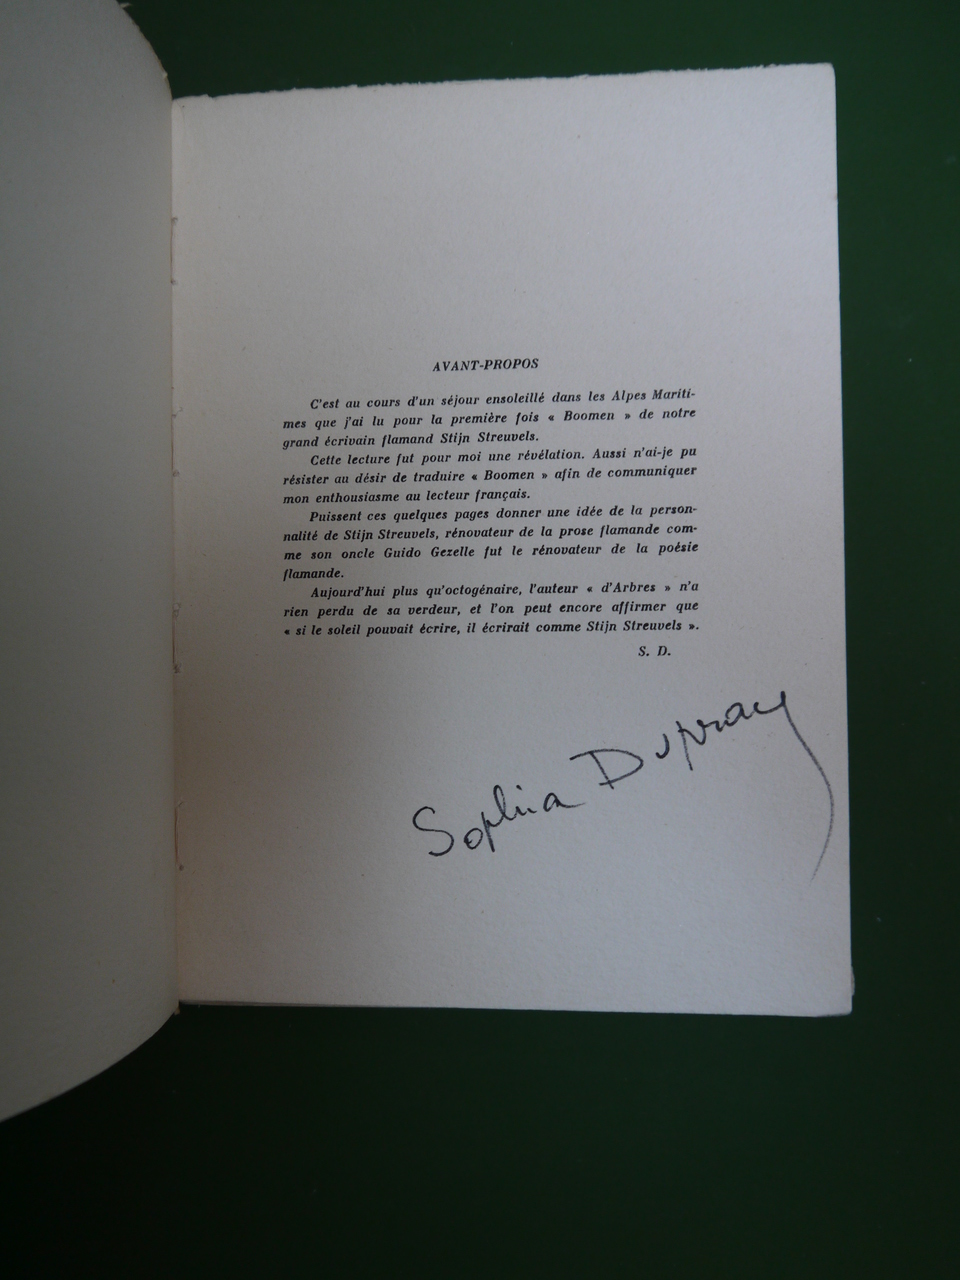 AVANT-PROPOS
C'est au cours d'un séjour ensoleillé dans les Alpes Mariti-
mes que j'ai lu pour la première fois « Boomen » de notre
grand écrivain flamand Stijn Streuvels.
Cette lecture fut pour moi une révélation. Aussi n'ai-je pu
résister au désir de traduire « Boomen » afin de communiquer
mon enthousiasme au lecteur français.
Puissent ces quelques pages donner une idée de la person-
nalité de Stijn Streuvels, rénovateur de la prose flamande com-
me son oncle Guido Gezelle fut le rénovateur de la poésie
flamande.
Aujourd'hui plus qu'octogénaire, l'auteur « d'Arbres » n'a
rien perdu de sa verdeur, et l'on peut encore affirmer que
« si le soleil pouvait écrire, il écrirait comme Stijn Streuvels ».
S. D.
Sophia Dupray